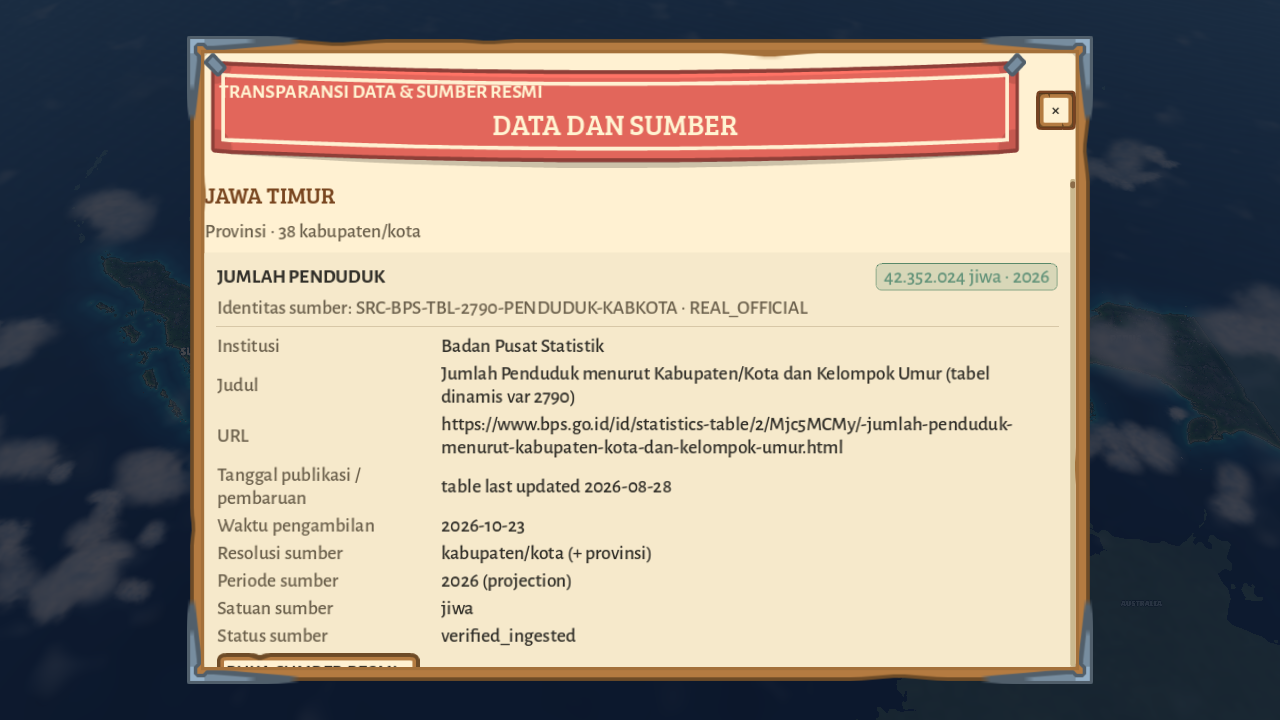 TRANSPARANSI DATA & SUMBER RESMI
DATA DAN SUMBER
×
JAWA TIMUR
Provinsi · 38 kabupaten/kota
JUMLAH PENDUDUK
42.352.024 jiwa · 2026
Identitas sumber: SRC-BPS-TBL-2790-PENDUDUK-KABKOTA · REAL_OFFICIAL
Institusi
Badan Pusat Statistik
Judul
Jumlah Penduduk menurut Kabupaten/Kota dan Kelompok Umur (tabel
dinamis var 2790)
URL
https://www.bps.go.id/id/statistics-table/2/Mjc5MCMy/-jumlah-penduduk-
menurut-kabupaten-kota-dan-kelompok-umur.html
Tanggal publikasi /
pembaruan
table last updated 2026-08-28
Waktu pengambilan
2026-10-23
Resolusi sumber
kabupaten/kota (+ provinsi)
Periode sumber
2026 (projection)
Satuan sumber
jiwa
Status sumber
verified_ingested
AUSTRALIA